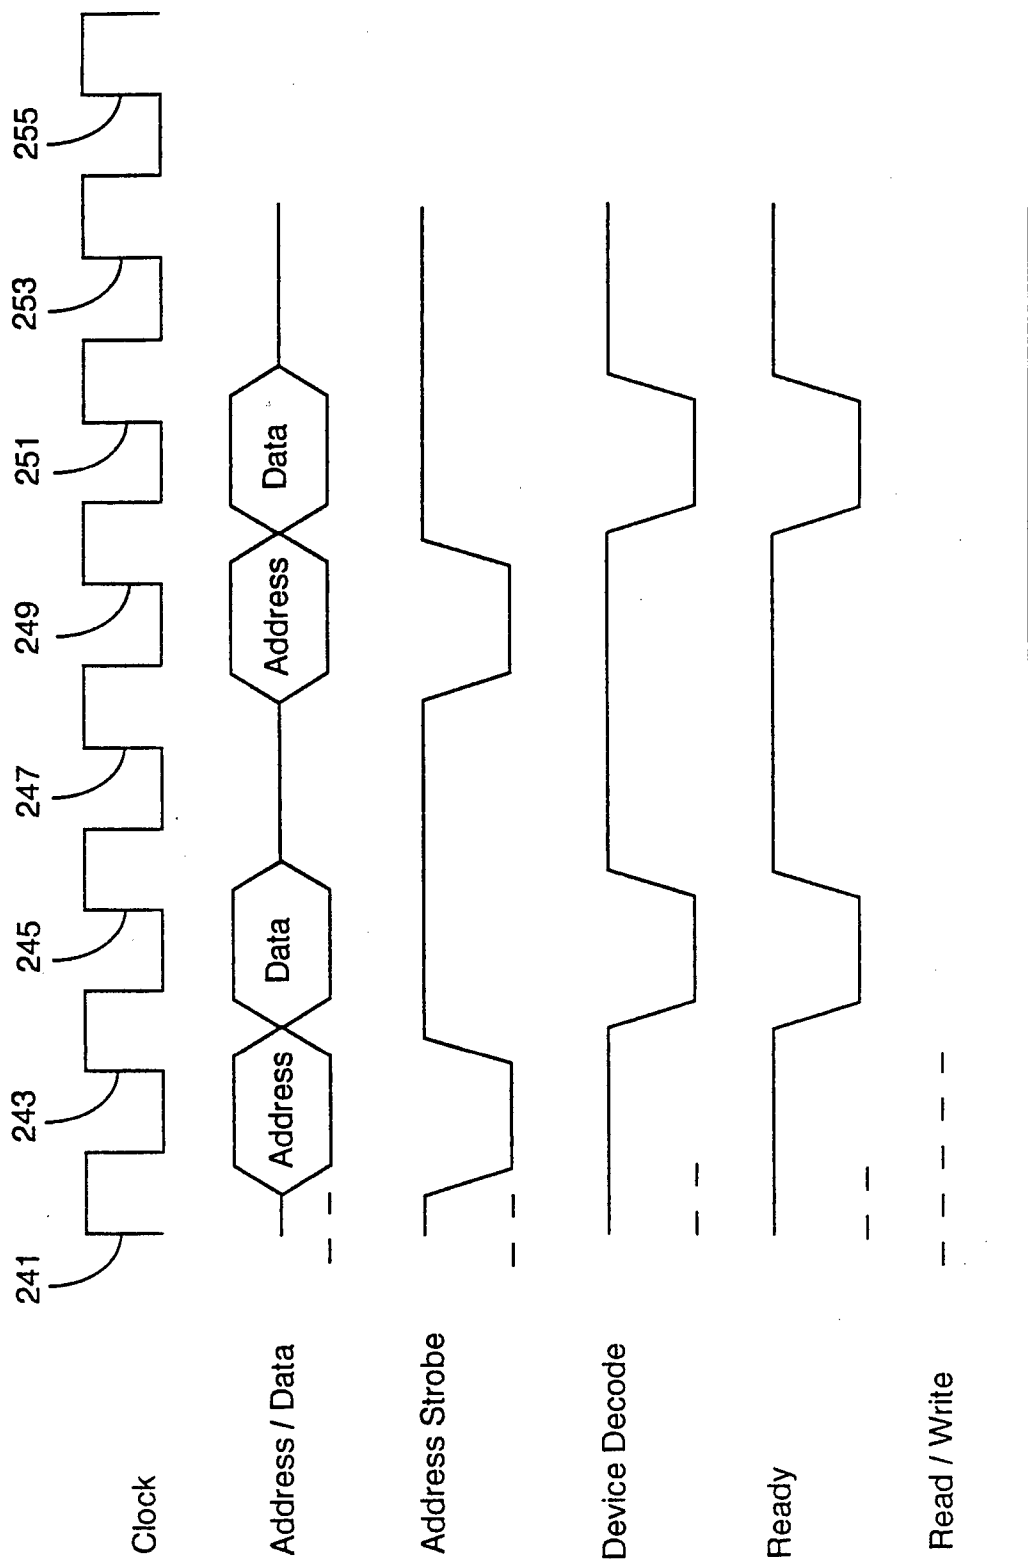 241 243 245 247 249 251 253 255
Clock
Address / Data
Address Data Address Data
Address Strobe
Device Decode
Ready
Read / Write